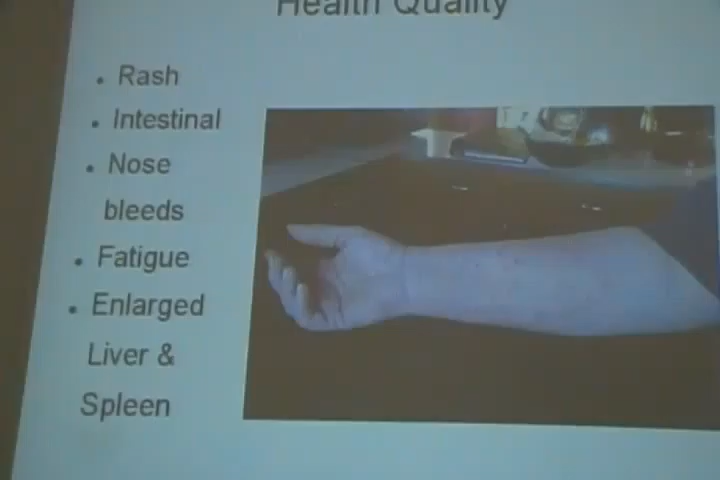 Health Quality
• Rash
• Intestinal
• Nose
bleeds
• Fatigue
• Enlarged
Liver &
Spleen